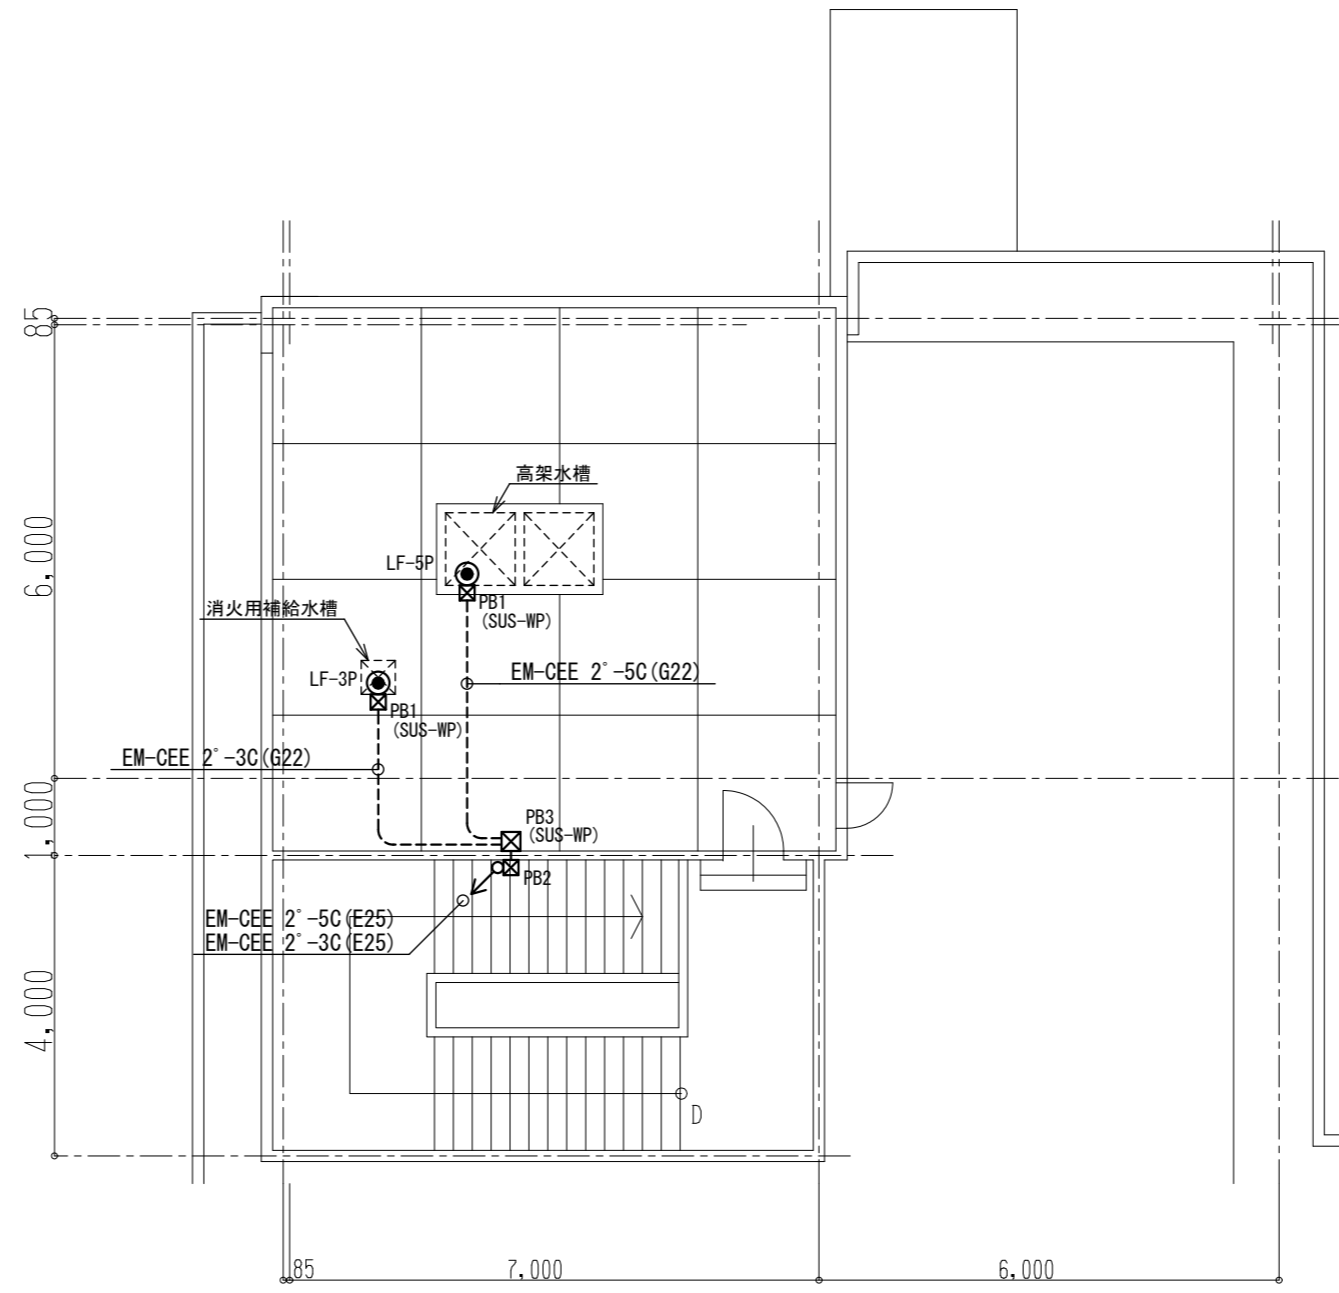 85
高架水槽
LF-5P
6,000
PB1
(SUS-WP)
消火用補給水槽
EM-CEE 2°-5C(G22)
LF-3P
PB1
(SUS-WP)
EM-CEE 2°-3C(G22)
1,000
PB3
(SUS-WP)
PB2
EM-CEE 2°-5C(E25)
EM-CEE 2°-3C(E25)
4,000
D
85
7,000
6,000